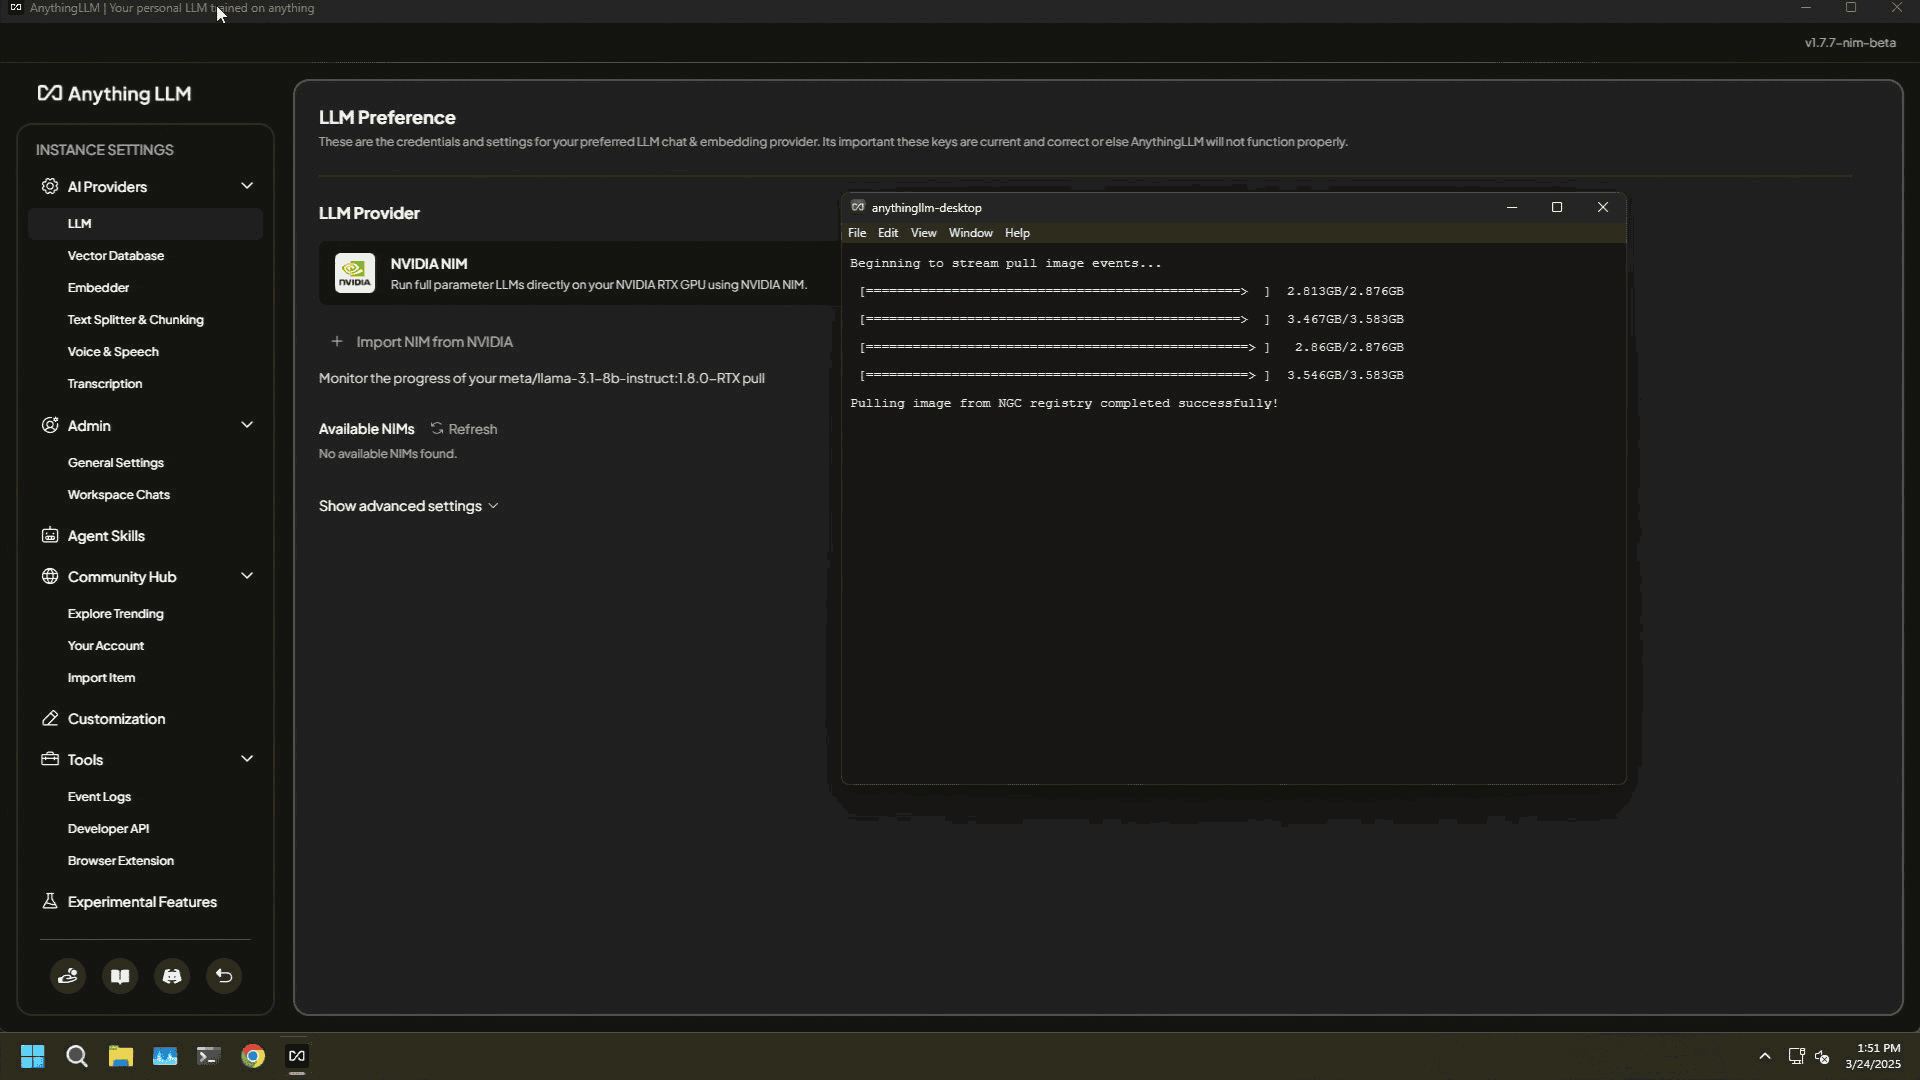 AnythingLLM | Your personal LLM trained on anything
v1.7.7-nim-beta
Anything LLM
INSTANCE SETTINGS
AI Providers
LLM
Vector Database
Embedder
Text Splitter & Chunking
Voice & Speech
Transcription
Admin
General Settings
Workspace Chats
Agent Skills
Community Hub
Explore Trending
Your Account
Import Item
Customization
Tools
Event Logs
Developer API
Browser Extension
Experimental Features
LLM Preference
These are the credentials and settings for your preferred LLM chat & embedding provider. Its important these keys are current and correct or else AnythingLLM will not function properly.
LLM Provider
NVIDIA
NVIDIA NIM
Run full parameter LLMs directly on your NVIDIA RTX GPU using NVIDIA NIM.
+ Import NIM from NVIDIA
Monitor the progress of your meta/llama-3.1-8b-instruct:1.8.0-RTX pull
Available NIMs Refresh
No available NIMs found.
Show advanced settings
anythingllm-desktop
File Edit View Window Help
Beginning to stream pull image events...
[================================================>  ]  2.813GB/2.876GB
[================================================>  ]  3.467GB/3.583GB
[=================================================> ]  2.86GB/2.876GB
[=================================================> ]  3.546GB/3.583GB
Pulling image from NGC registry completed successfully!
1:51 PM
3/24/2025